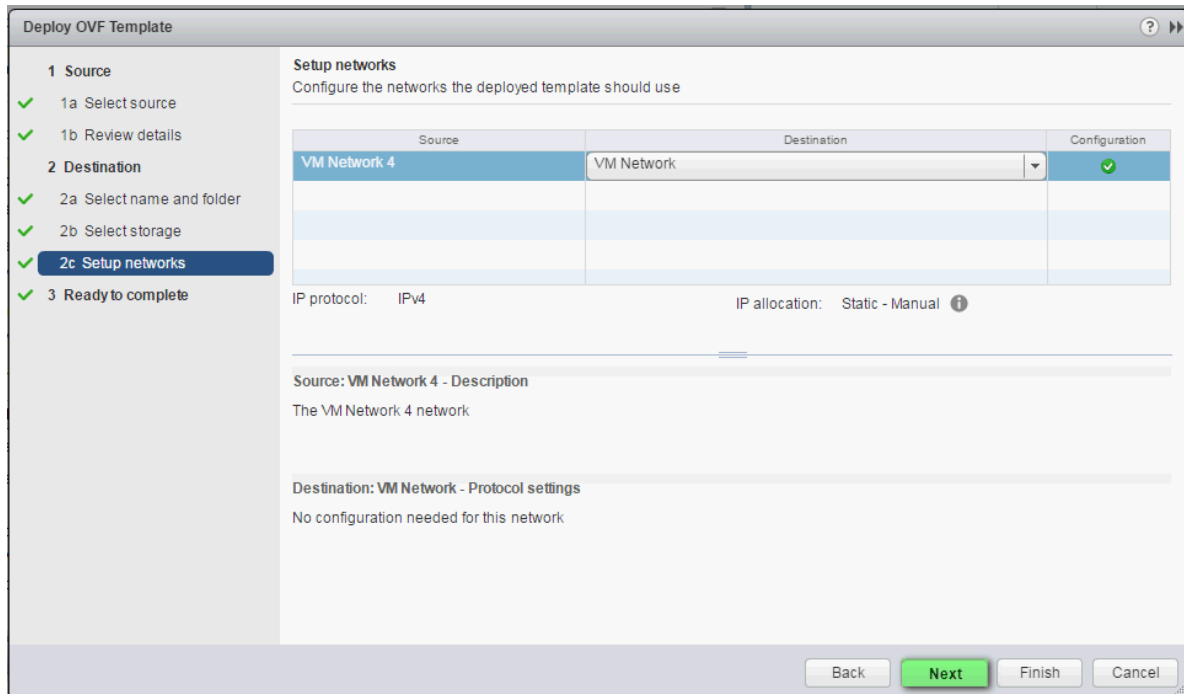 Deploy OVF Template
?
1 Source
1a Select source
1b Review details
2 Destination
2a Select name and folder
2b Select storage
2c Setup networks
3 Ready to complete
Setup networks
Configure the networks the deployed template should use
Source Destination Configuration
VM Network 4 VM Network
IP protocol: IPv4 IP allocation: Static - Manual
Source: VM Network 4 - Description
The VM Network 4 network
Destination: VM Network - Protocol settings
No configuration needed for this network
Back Next Finish Cancel